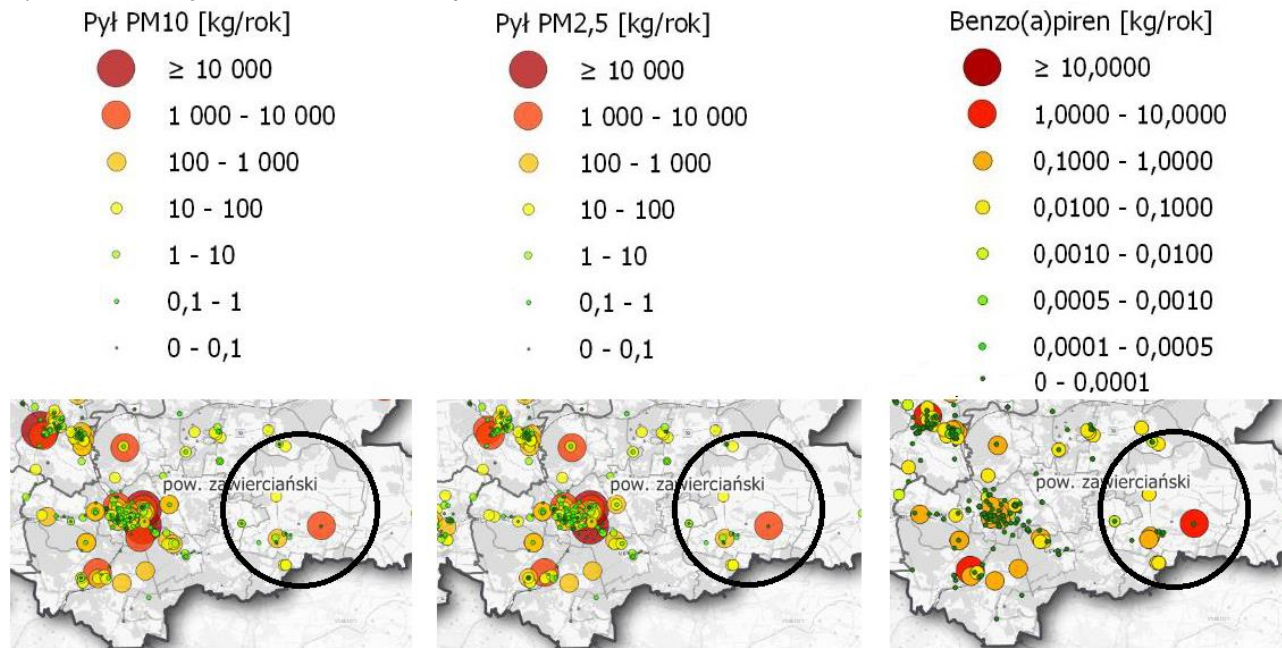 Pył PM10 [kg/rok]
≥ 10 000
1 000 - 10 000
100 - 1 000
10 - 100
1 - 10
0,1 - 1
0 - 0,1
Pył PM2,5 [kg/rok]
≥ 10 000
1 000 - 10 000
100 - 1 000
10 - 100
1 - 10
0,1 - 1
0 - 0,1
Benzo(a)piren [kg/rok]
≥ 10,0000
1,0000 - 10,0000
0,1000 - 1,0000
0,0100 - 0,1000
0,0010 - 0,0100
0,0005 - 0,0010
0,0001 - 0,0005
0 - 0,0001
pow. zawierciański
pow. zawierciański
pow. zawierciański